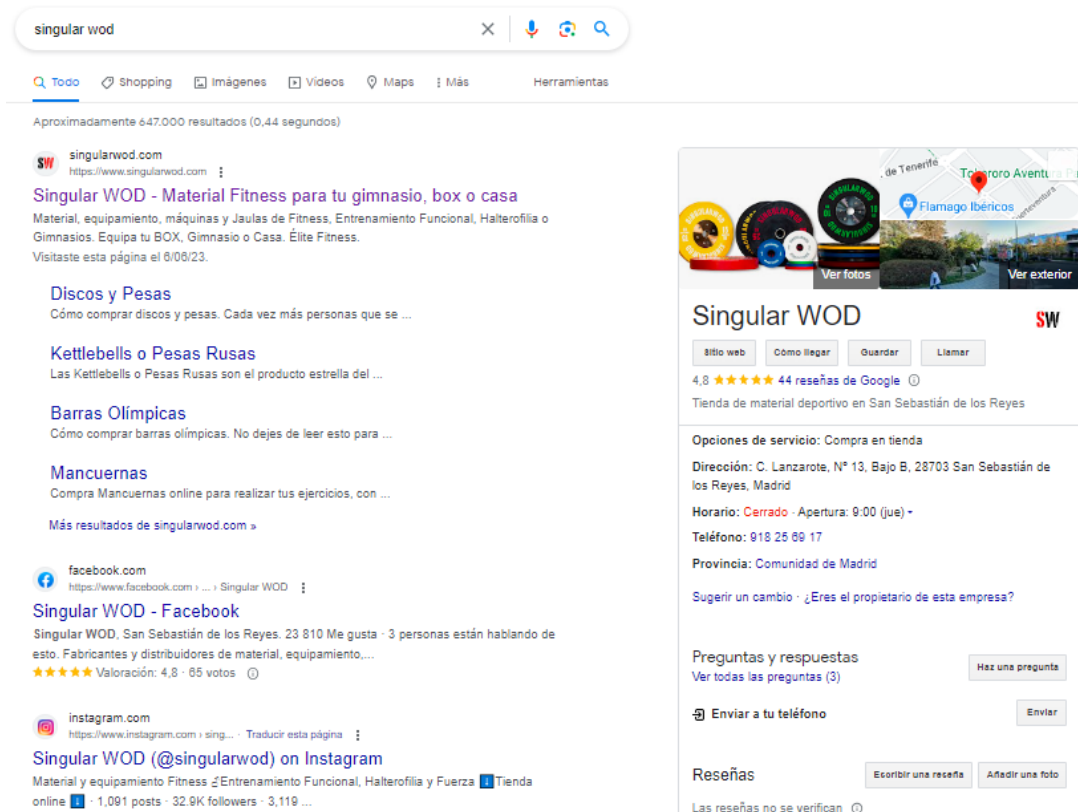 singular wod
Todo Shopping Imágenes Vídeos Maps Más Herramientas
Aproximadamente 647.000 resultados (0,44 segundos)
SW
singularwod.com
https://www.singularwod.com
Singular WOD - Material Fitness para tu gimnasio, box o casa
Material, equipamiento, máquinas y Jaulas de Fitness, Entrenamiento Funcional, Halterofilia o
Gimnasios. Equipa tu BOX, Gimnasio o Casa. Élite Fitness.
Visitaste esta página el 6/06/23.
Discos y Pesas
Cómo comprar discos y pesas. Cada vez más personas que se ...
Kettlebells o Pesas Rusas
Las Kettlebells o Pesas Rusas son el producto estrella del ...
Barras Olímpicas
Cómo comprar barras olímpicas. No dejes de leer esto para ...
Mancuernas
Compra Mancuernas online para realizar tus ejercicios, con ...
Más resultados de singularwod.com »
facebook.com
https://www.facebook.com › ... › Singular WOD
Singular WOD - Facebook
Singular WOD, San Sebastián de los Reyes. 23 810 Me gusta · 3 personas están hablando de
esto. Fabricantes y distribuidores de material, equipamiento,...
Valoración: 4,8 · 65 votos
instagram.com
https://www.instagram.com › sing... · Traducir esta página
Singular WOD (@singularwod) on Instagram
Material y equipamiento Fitness Entrenamiento Funcional, Halterofilia y Fuerza Tienda
online · 1,091 posts · 32.9K followers · 3,119 ...
de Tenerife
Aventura
Flamago Ibéricos
SINGULARWOD
Ver fotos
Ver exterior
Singular WOD
SW
Sitio web Cómo llegar Guardar Llamar
4,8 44 reseñas de Google
Tienda de material deportivo en San Sebastián de los Reyes
Opciones de servicio: Compra en tienda
Dirección: C. Lanzarote, Nº 13, Bajo B, 28703 San Sebastián de
los Reyes, Madrid
Horario: Cerrado · Apertura: 9:00 (jue)
Teléfono: 918 25 69 17
Provincia: Comunidad de Madrid
Sugerir un cambio · ¿Eres el propietario de esta empresa?
Preguntas y respuestas
Haz una pregunta
Ver todas las preguntas (3)
Enviar a tu teléfono
Enviar
Reseñas
Escribir una reseña Añadir una foto
Las reseñas no se verifican